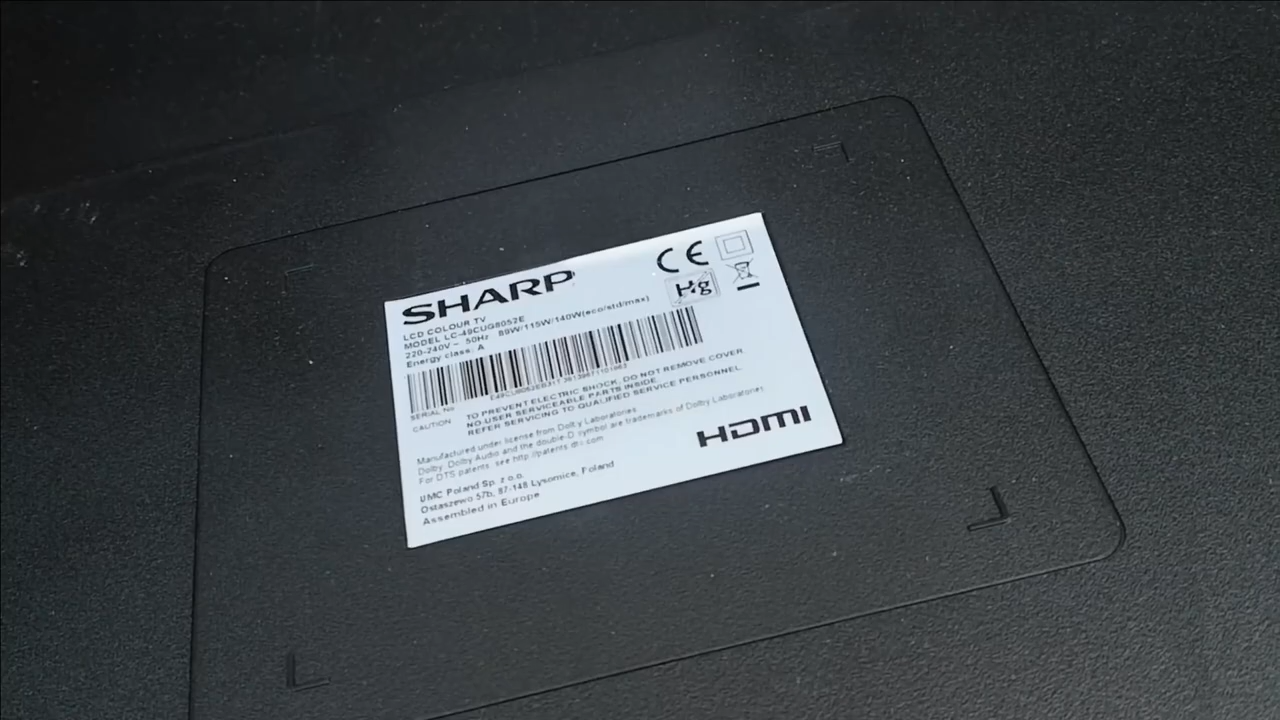 SHARP
CE
Hg
LCD COLOUR TV
MODEL LC-49CUG8052E
220-240V ~ 50Hz 89W/115W/140W(eco/std/max)
Energy class: A
SERIAL No
CAUTION TO PREVENT ELECTRIC SHOCK, DO NOT REMOVE COVER.
NO USER SERVICEABLE PARTS INSIDE.
REFER SERVICING TO QUALIFIED SERVICE PERSONNEL.
Manufactured under license from Dolby Laboratories.
Dolby, Dolby Audio and the double-D symbol are trademarks of Dolby Laboratories.
For DTS patents, see http://patents.dts.com
UMC Poland Sp. z o.o.
Ostaszewo 57b, 87-148 Lysomice, Poland
Assembled in Europe
HDMI